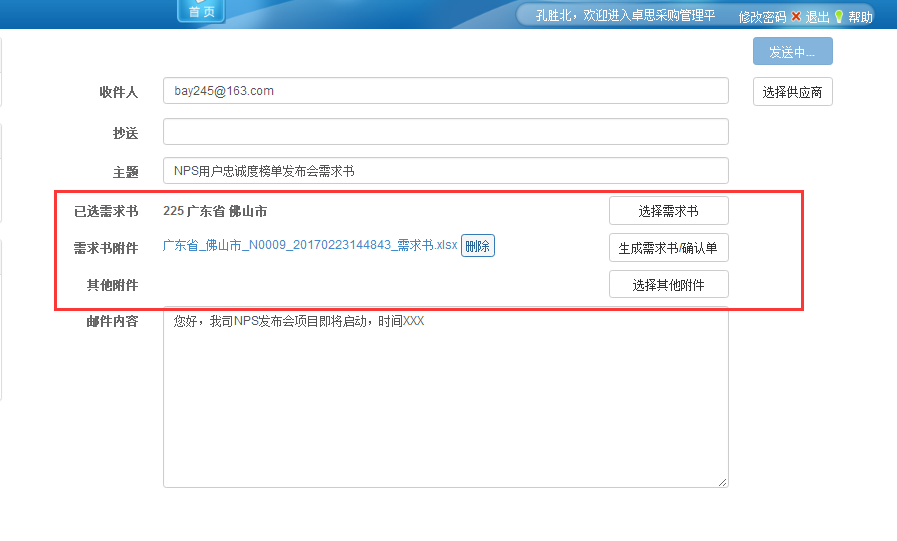 首 页
孔胜北，欢迎进入卓思采购管理平 修改密码 退出 帮助
发送中...
收件人 bay245@163.com 选择供应商
抄送
主题 NPS用户忠诚度榜单发布会需求书
已选需求书 225 广东省 佛山市 选择需求书
需求书附件 广东省_佛山市_N0009_20170223144843_需求书.xlsx 删除 生成需求书/确认单
其他附件 选择其他附件
邮件内容 您好，我司NPS发布会项目即将启动，时间XXX